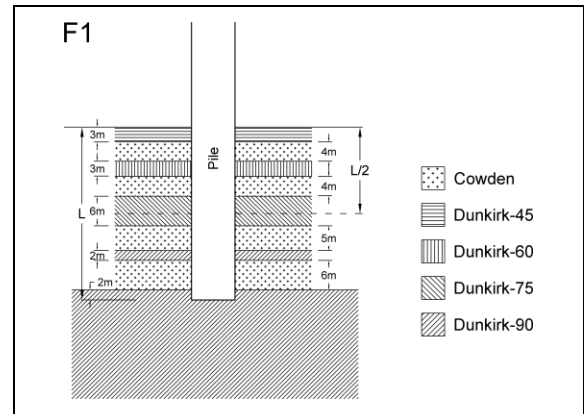 F1
3m
3m
6m
2m
2m
L
Pile
4m
4m
5m
6m
L/2
Cowden
Dunkirk-45
Dunkirk-60
Dunkirk-75
Dunkirk-90